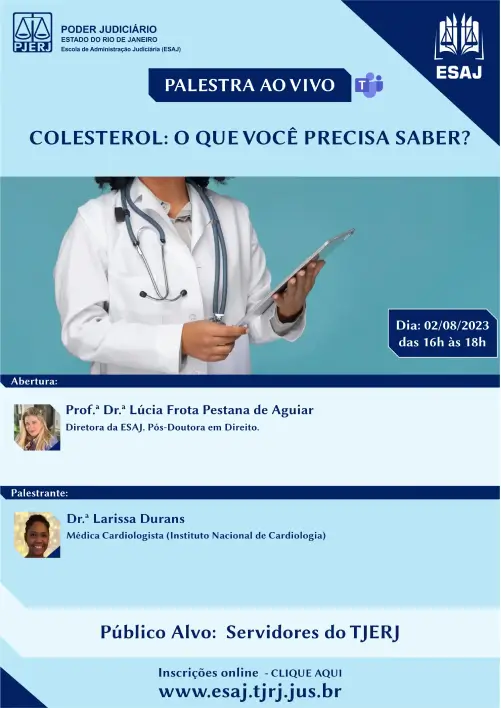 PJERJ
PODER JUDICIÁRIO
ESTADO DO RIO DE JANEIRO
Escola de Administração Judiciária (ESAJ)
ESAJ
PALESTRA AO VIVO
T
COLESTEROL: O QUE VOCÊ PRECISA SABER?
Dia: 02/08/2023
das 16h às 18h
Abertura:
Prof.ª Dr.ª Lúcia Frota Pestana de Aguiar
Diretora da ESAJ. Pós-Doutora em Direito.
Palestrante:
Dr.ª Larissa Durans
Médica Cardiologista (Instituto Nacional de Cardiologia)
Público Alvo: Servidores do TJERJ
Inscrições online - CLIQUE AQUI
www.esaj.tjrj.jus.br